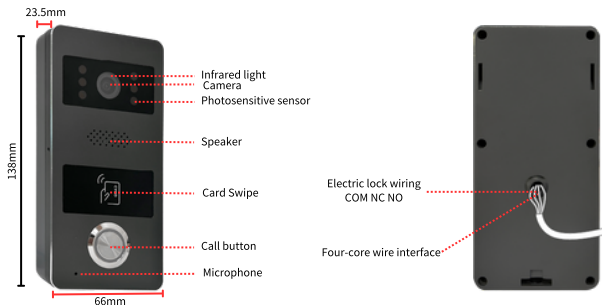 23.5mm
138mm
66mm
Infrared light
Camera
Photosensitive sensor
Speaker
Card Swipe
Call button
Microphone
Electric lock wiring
COM NC NO
Four-core wire interface